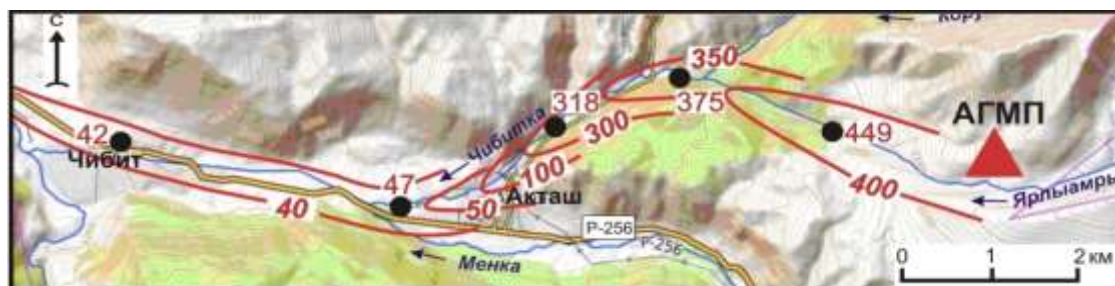 С
Кору
350
318
375
АГМП
42
Чибитка
300
449
Чибит
47
100
Акташ
400
Ярлыамры
50
40
Р-256
Р-256
Менка
0 1 2 км